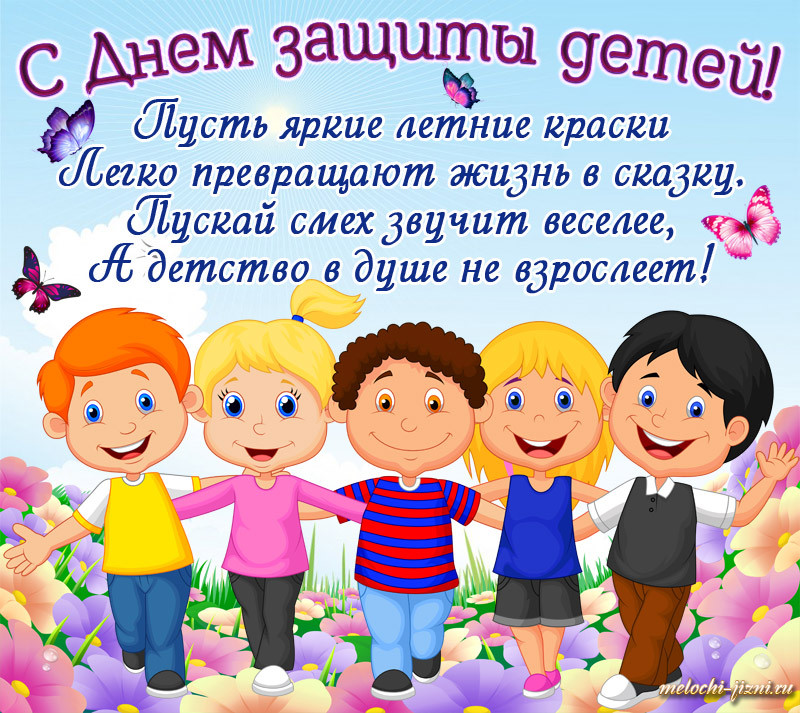 С Днем защиты детей!
Пусть яркие летние краски
Легко превращают жизнь в сказку.
Пускай смех звучит веселее,
А детство в душе не взрослеет!
melochi-jizni.ru